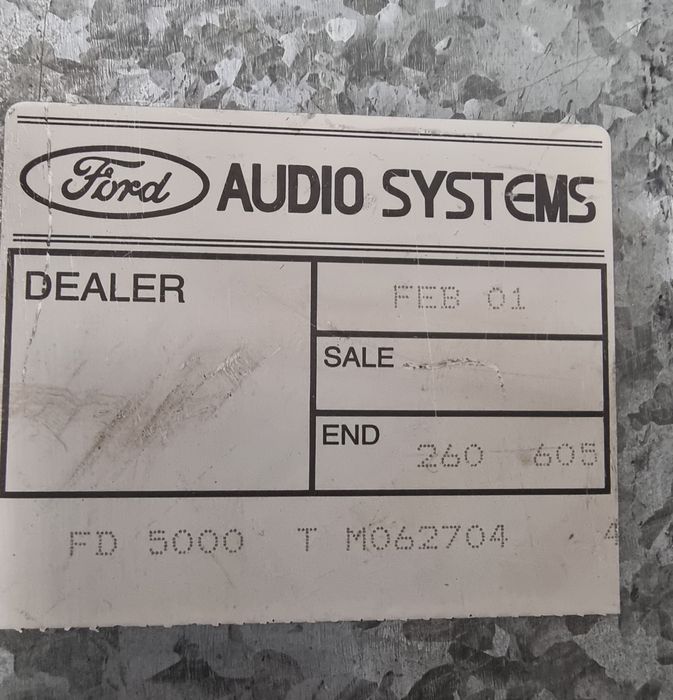 Ford AUDIO SYSTEMS
DEALER
FEB 01
SALE
END
260 605
FD 5000 T M062704 4